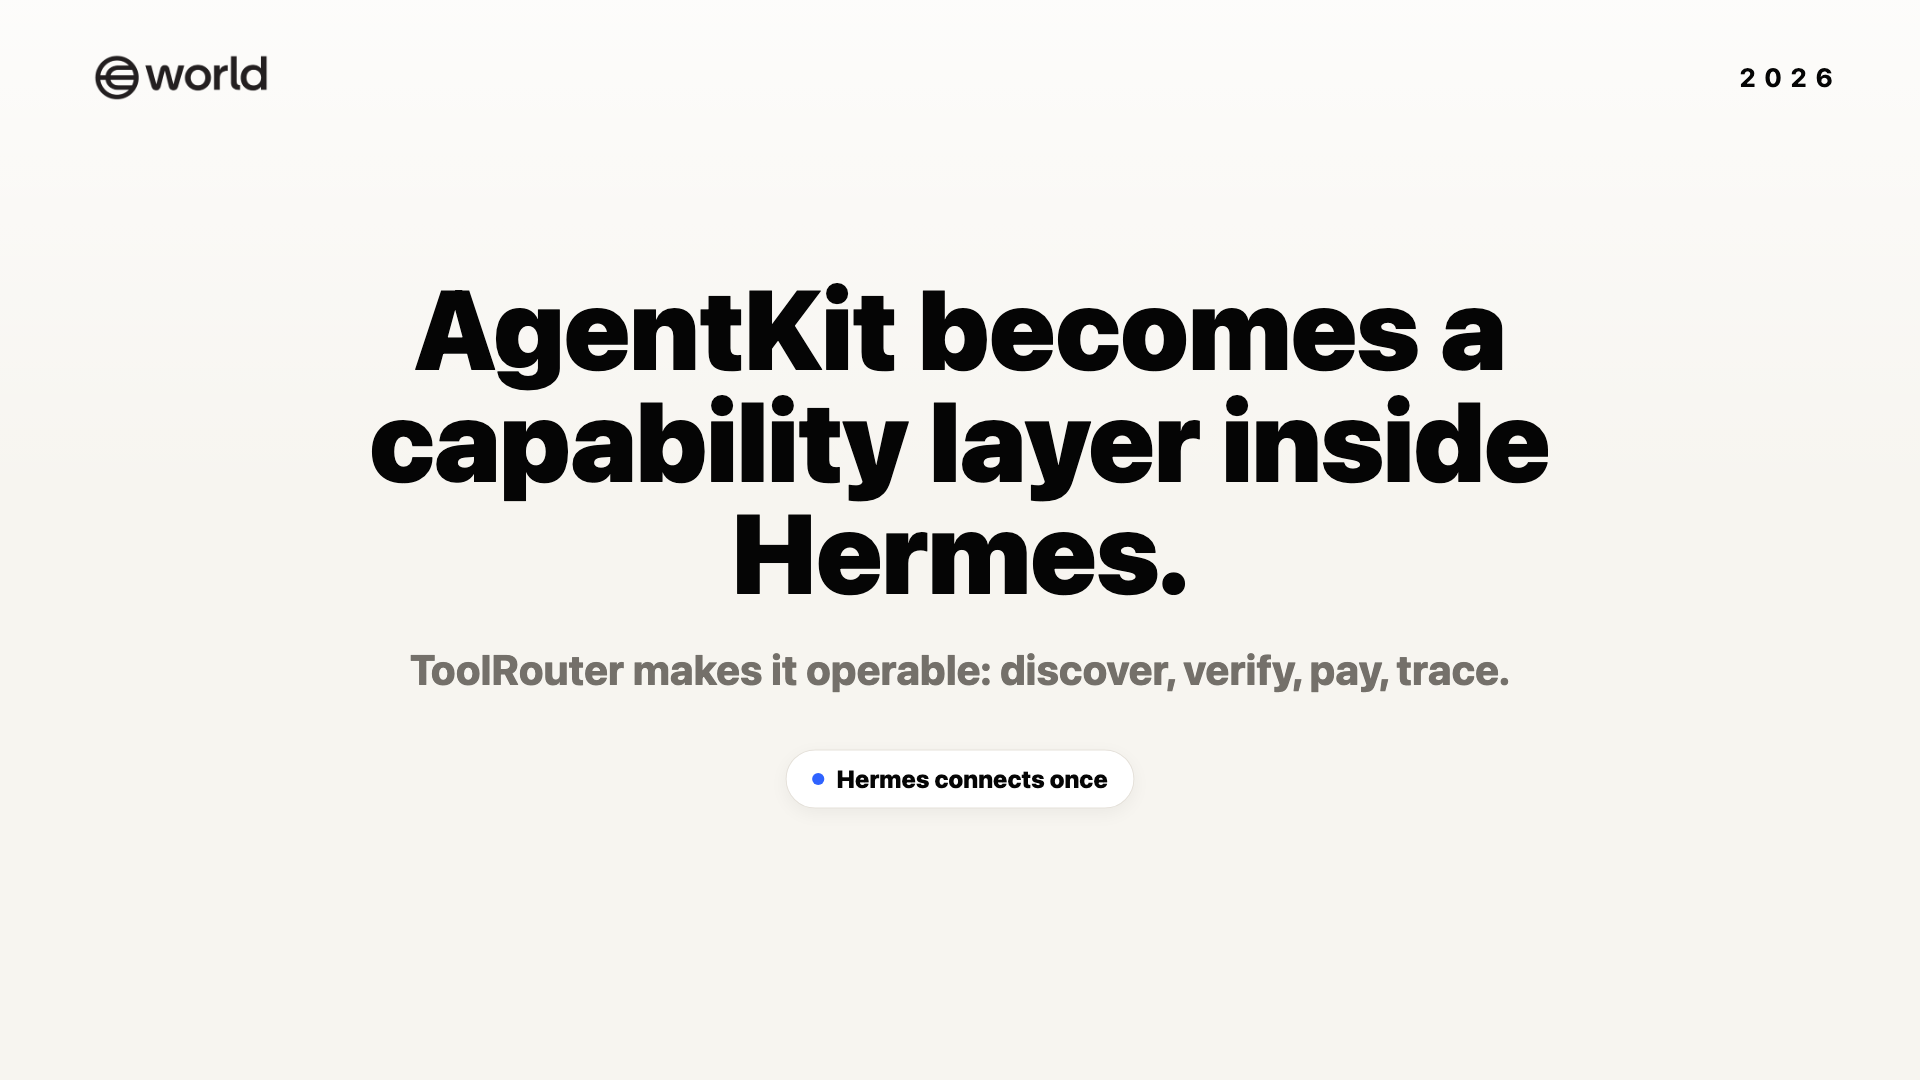 world
2026
AgentKit becomes a
capability layer inside
Hermes.
ToolRouter makes it operable: discover, verify, pay, trace.
Hermes connects once